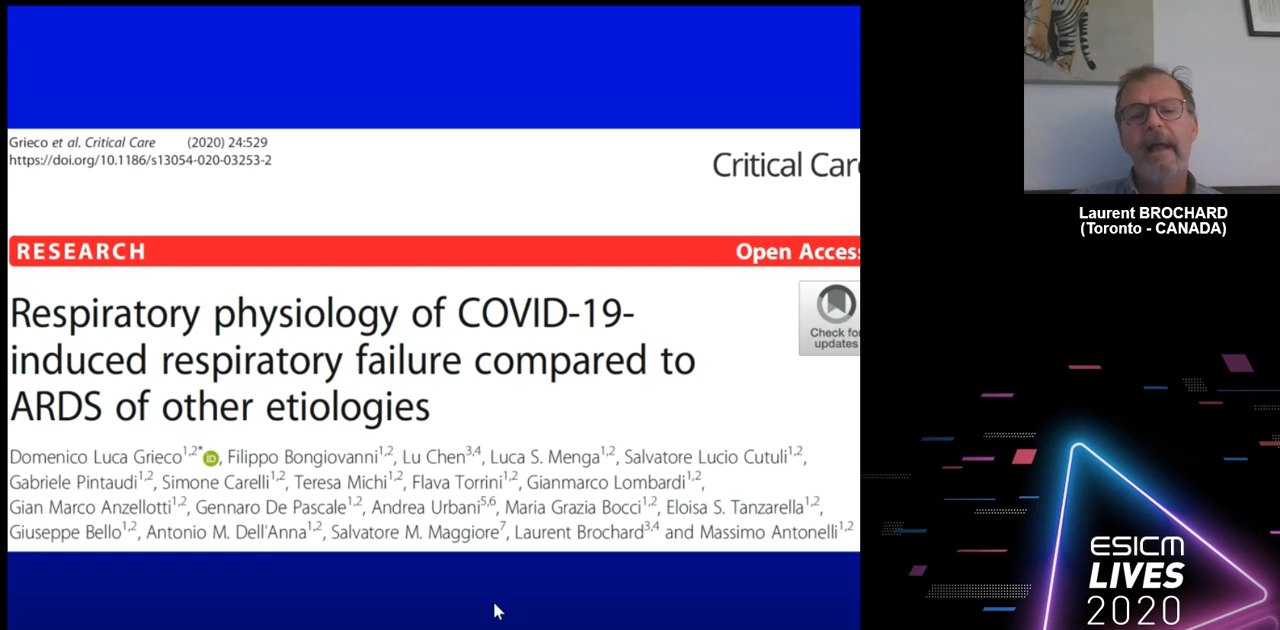 Grieco et al. Critical Care (2020) 24:529
https://doi.org/10.1186/s13054-020-03253-2
Critical Car
RESEARCH Open Access
Respiratory physiology of COVID-19-
induced respiratory failure compared to
ARDS of other etiologies
Check for
updates
Domenico Luca Grieco1,2*, Filippo Bongiovanni1,2, Lu Chen3,4, Luca S. Menga1,2, Salvatore Lucio Cutuli1,2,
Gabriele Pintaudi1,2, Simone Carelli1,2, Teresa Michi1,2, Flava Torrini1,2, Gianmarco Lombardi1,2,
Gian Marco Anzellotti1,2, Gennaro De Pascale1,2, Andrea Urbani5,6, Maria Grazia Bocci1,2, Eloisa S. Tanzarella1,2,
Giuseppe Bello1,2, Antonio M. Dell'Anna1,2, Salvatore M. Maggiore7, Laurent Brochard3,4 and Massimo Antonelli1,2
Laurent BROCHARD
(Toronto - CANADA)
ESICM
LIVES
2020